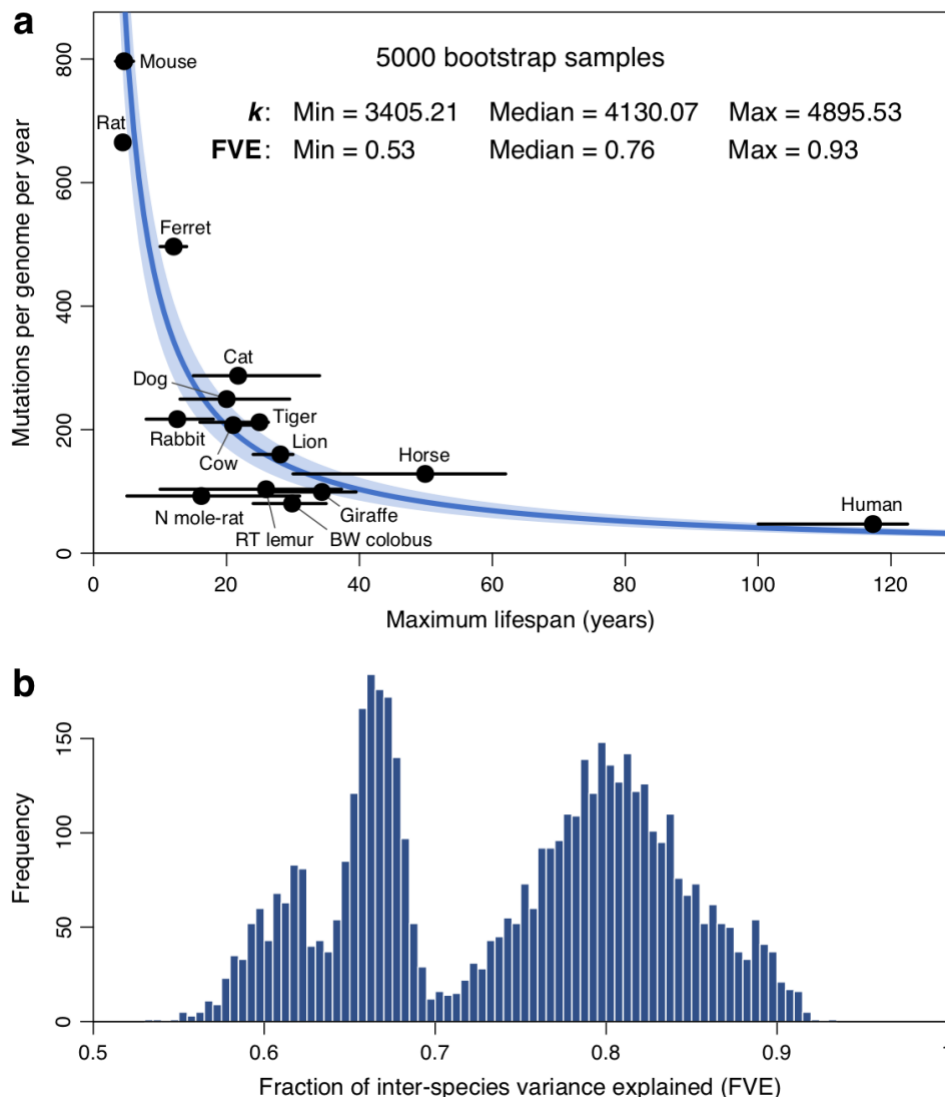 a
5000 bootstrap samples
k: Min = 3405.21 Median = 4130.07 Max = 4895.53
FVE: Min = 0.53 Median = 0.76 Max = 0.93
Mutations per genome per year
800
600
400
200
0
Mouse
Rat
Ferret
Cat
Dog
Tiger
Rabbit
Cow
Lion
Horse
N mole-rat
Giraffe
RT lemur
BW colobus
Human
0 20 40 60 80 100 120
Maximum lifespan (years)
b
Frequency
150
100
50
0
0.5 0.6 0.7 0.8 0.9
Fraction of inter-species variance explained (FVE)